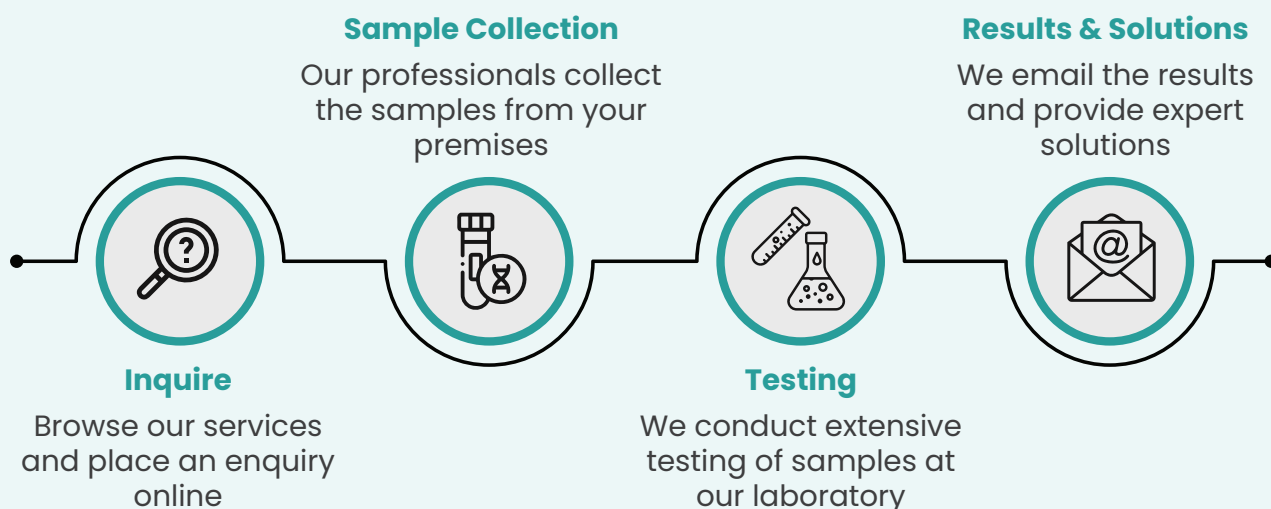 Sample Collection
Our professionals collect
the samples from your
premises
Results & Solutions
We email the results
and provide expert
solutions
?
@
Inquire
Browse our services
and place an enquiry
online
Testing
We conduct extensive
testing of samples at
our laboratory